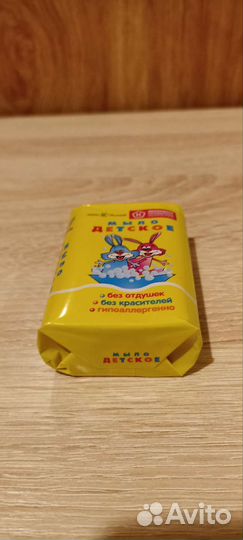 МЫЛО
ДЕТСКОЕ
без отдушек
без красителей
гипоаллергенно
МЫЛО
ДЕТСКОЕ
Avito